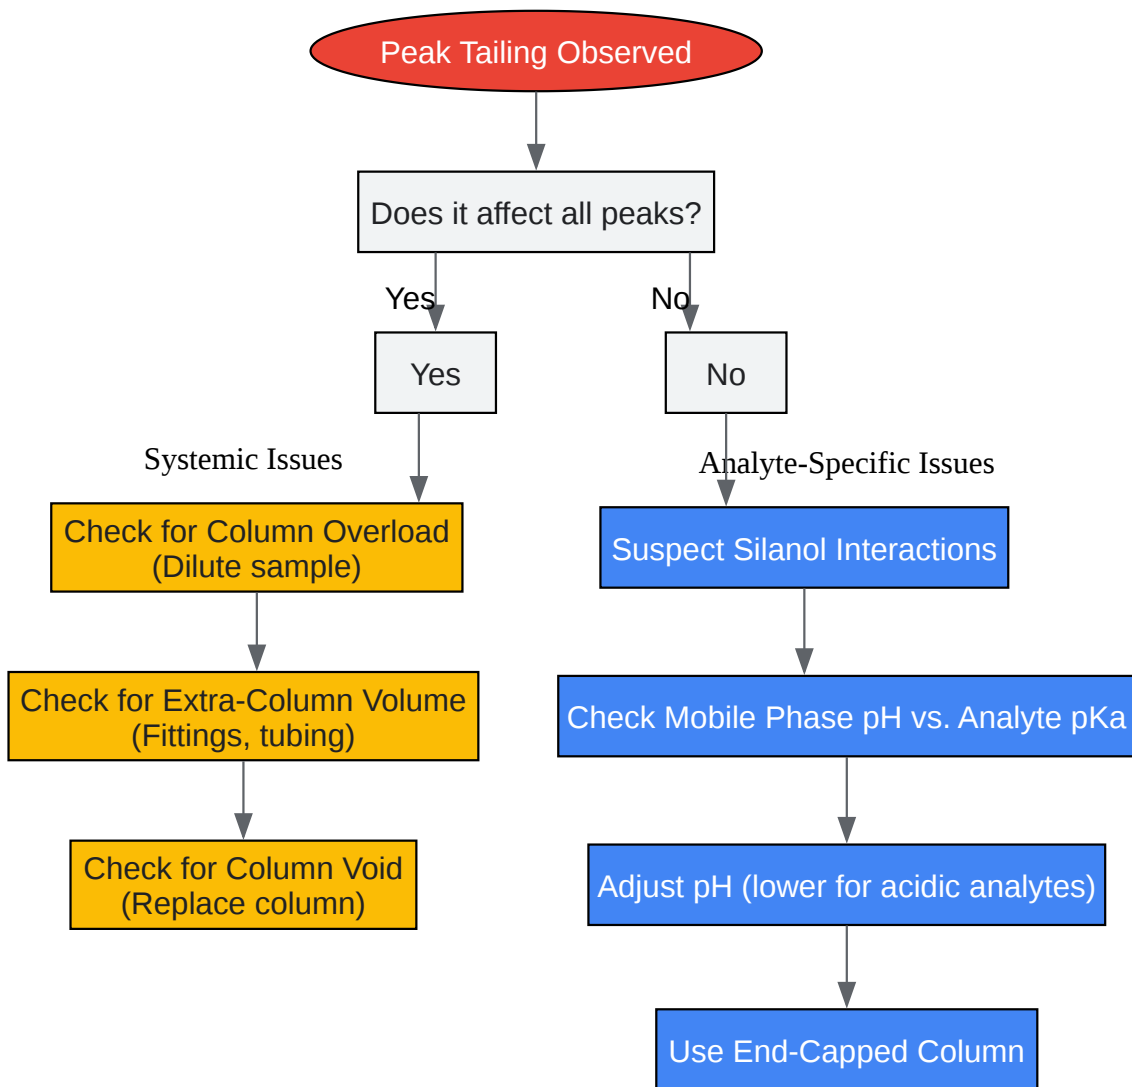 Peak Tailing Observed
Does it affect all peaks?
Yes
No
Yes
No
Systemic Issues
Analyte-Specific Issues
Check for Column Overload
(Dilute sample)
Suspect Silanol Interactions
Check for Extra-Column Volume
(Fittings, tubing)
Check Mobile Phase pH vs. Analyte pKa
Check for Column Void
(Replace column)
Adjust pH (lower for acidic analytes)
Use End-Capped Column